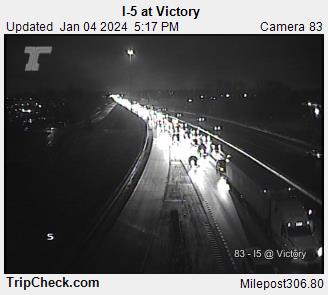 I-5 at Victory
Updated Jan 04 2024 5:17 PM Camera 83
S
83 - I5 @ Victory
TripCheck.com Milepost306.80